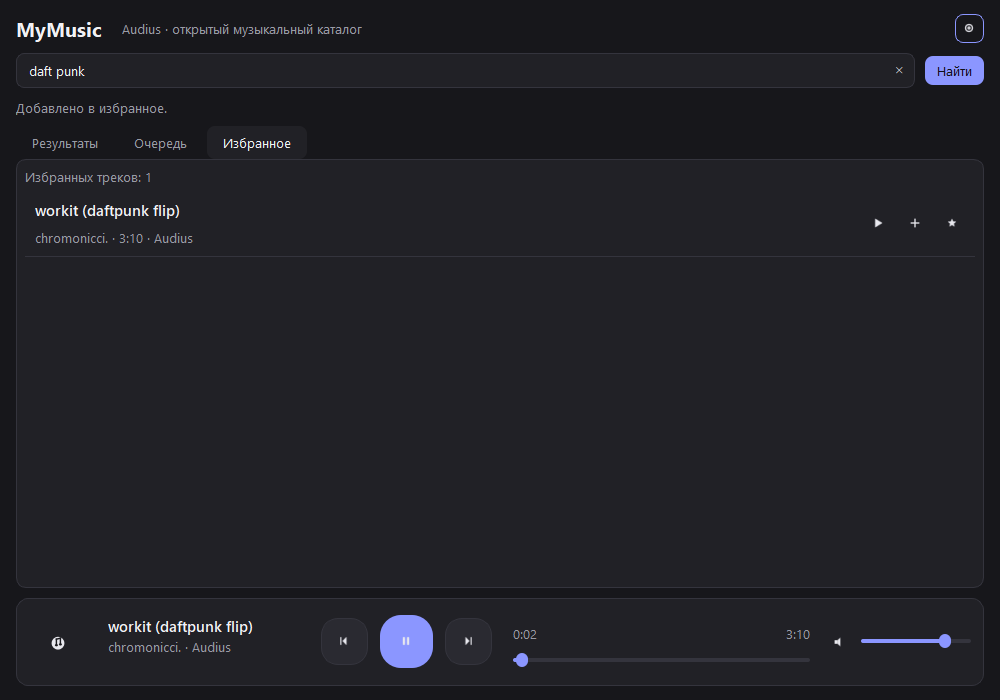 MyMusic Audius · открытый музыкальный каталог
daft punk × Найти
Добавлено в избранное.
Результаты Очередь Избранное
Избранных треков: 1
workit (daftpunk flip)
chromonicci. · 3:10 · Audius
workit (daftpunk flip)
chromonicci. · Audius
0:02 3:10